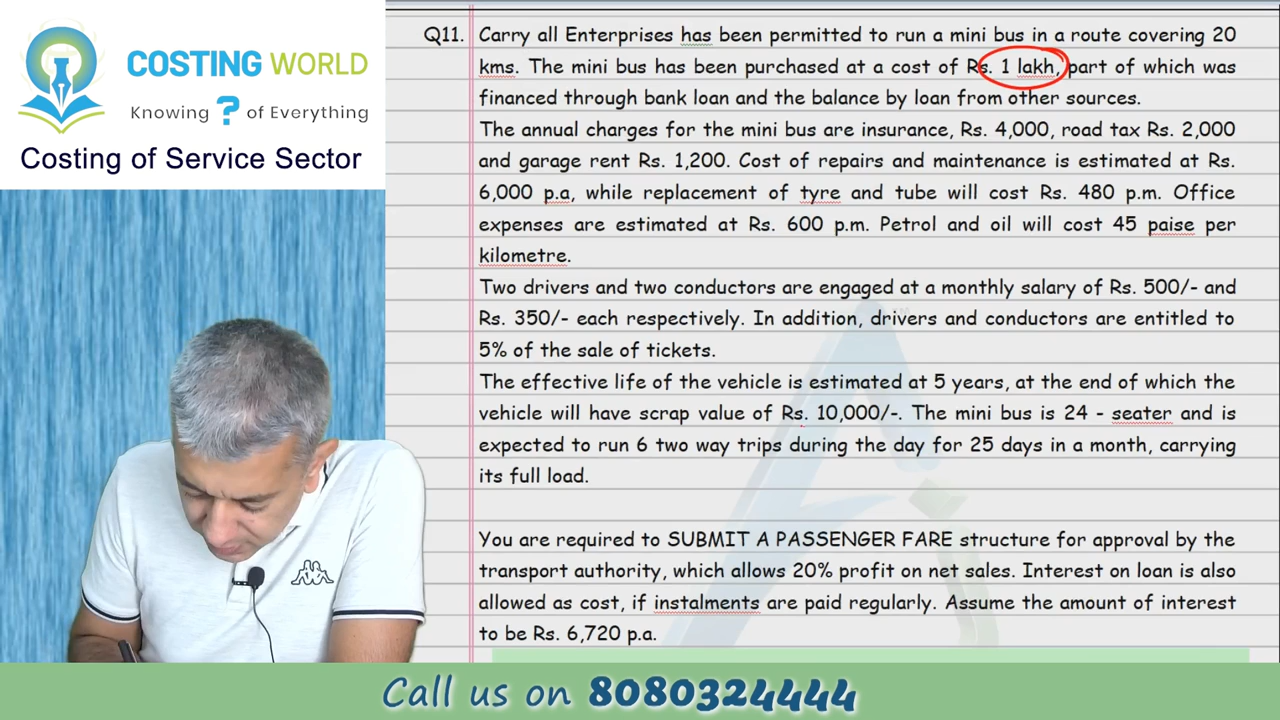 COSTING WORLD
Knowing ? of Everything
Costing of Service Sector
Q11. Carry all Enterprises has been permitted to run a mini bus in a route covering 20
kms. The mini bus has been purchased at a cost of Rs. 1 lakh, part of which was
financed through bank loan and the balance by loan from other sources.
The annual charges for the mini bus are insurance, Rs. 4,000, road tax Rs. 2,000
and garage rent Rs. 1,200. Cost of repairs and maintenance is estimated at Rs.
6,000 p.a, while replacement of tyre and tube will cost Rs. 480 p.m. Office
expenses are estimated at Rs. 600 p.m. Petrol and oil will cost 45 paise per
kilometre.
Two drivers and two conductors are engaged at a monthly salary of Rs. 500/- and
Rs. 350/- each respectively. In addition, drivers and conductors are entitled to
5% of the sale of tickets.
The effective life of the vehicle is estimated at 5 years, at the end of which the
vehicle will have scrap value of Rs. 10,000/-. The mini bus is 24 - seater and is
expected to run 6 two way trips during the day for 25 days in a month, carrying
its full load.
You are required to SUBMIT A PASSENGER FARE structure for approval by the
transport authority, which allows 20% profit on net sales. Interest on loan is also
allowed as cost, if instalments are paid regularly. Assume the amount of interest
to be Rs. 6,720 p.a.
Call us on 8080324444